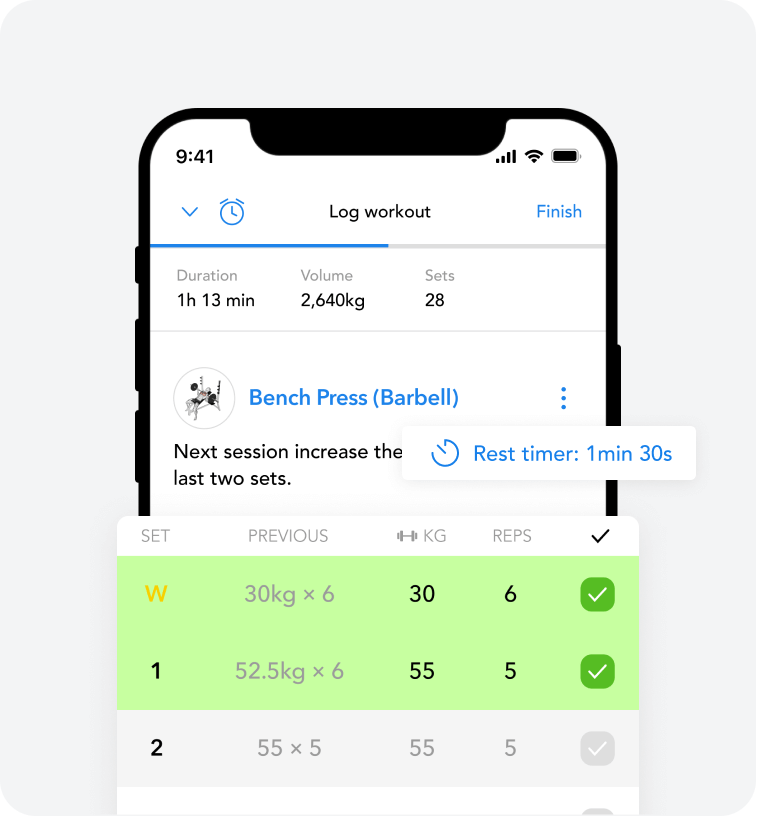 9:41
Log workout Finish
Duration Volume Sets
1h 13 min 2,640kg 28
Bench Press (Barbell)
Next session increase the
last two sets.
Rest timer: 1min 30s
SET PREVIOUS KG REPS
W 30kg × 6 30 6
1 52.5kg × 6 55 5
2 55 × 5 55 5